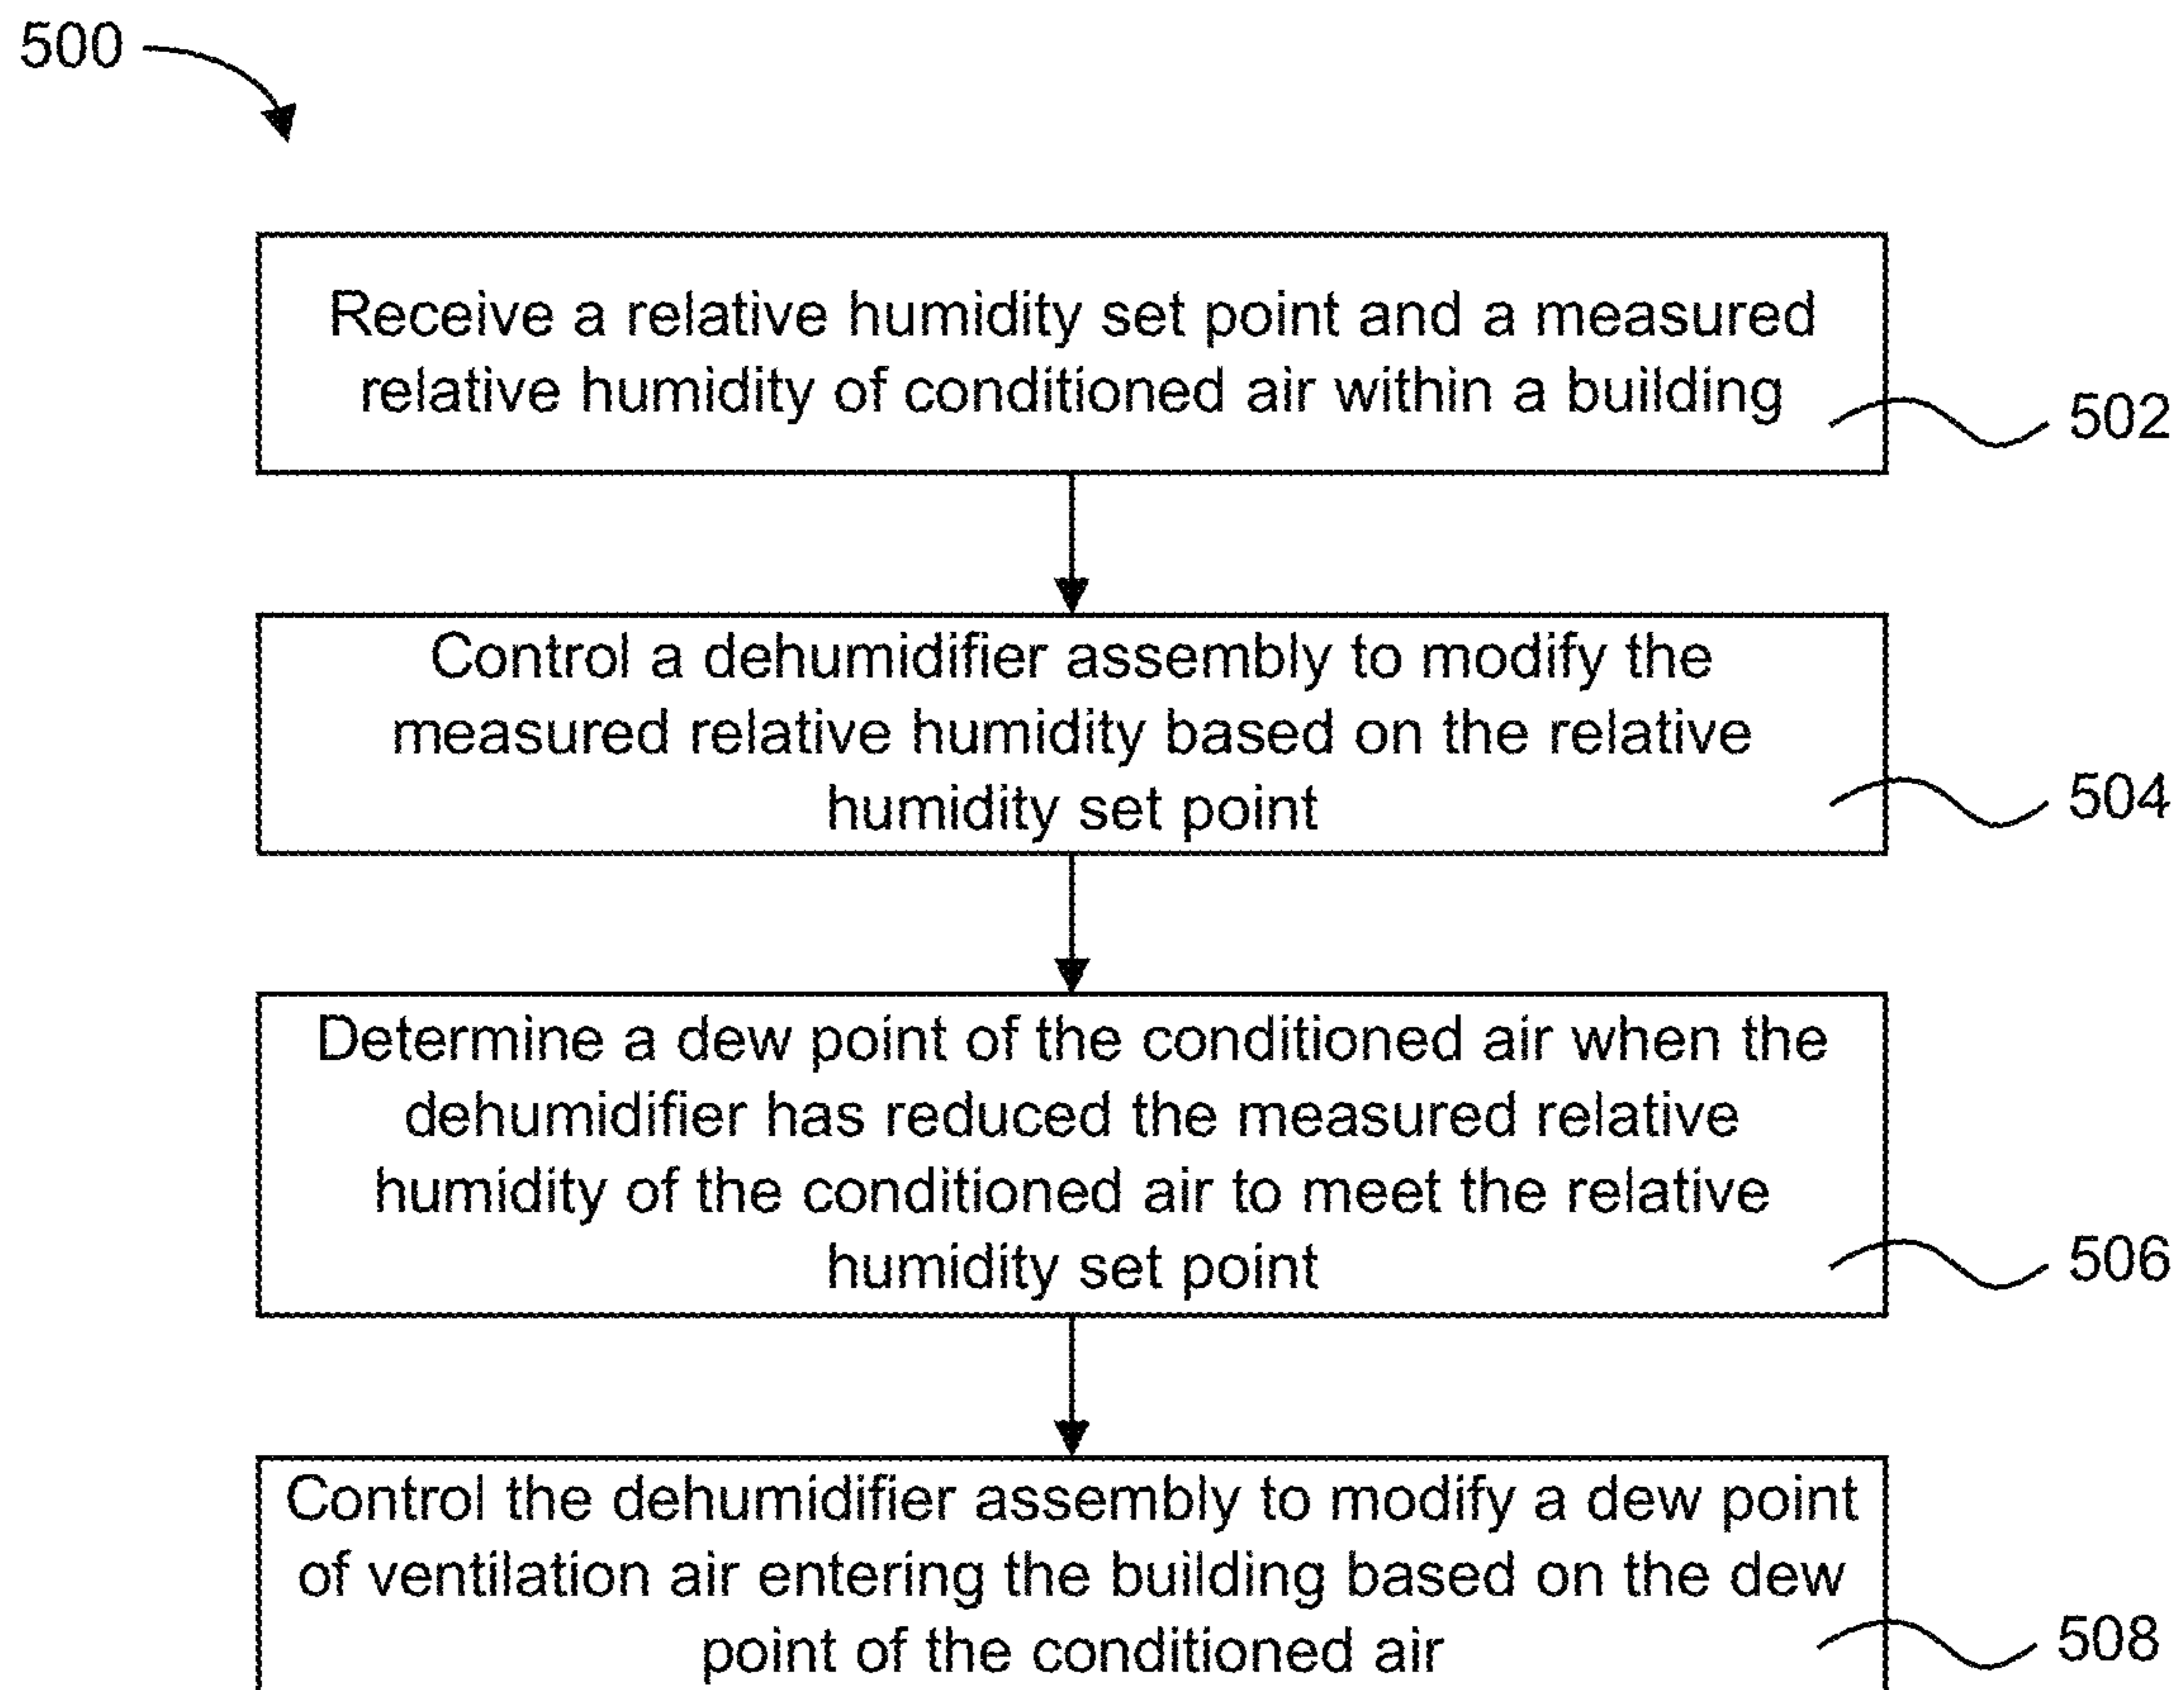 500
Receive a relative humidity set point and a measured
relative humidity of conditioned air within a building
502
Control a dehumidifier assembly to modify the
measured relative humidity based on the relative
humidity set point
504
Determine a dew point of the conditioned air when the
dehumidifier has reduced the measured relative
humidity of the conditioned air to meet the relative
humidity set point
506
Control the dehumidifier assembly to modify a dew point
of ventilation air entering the building based on the dew
point of the conditioned air
508